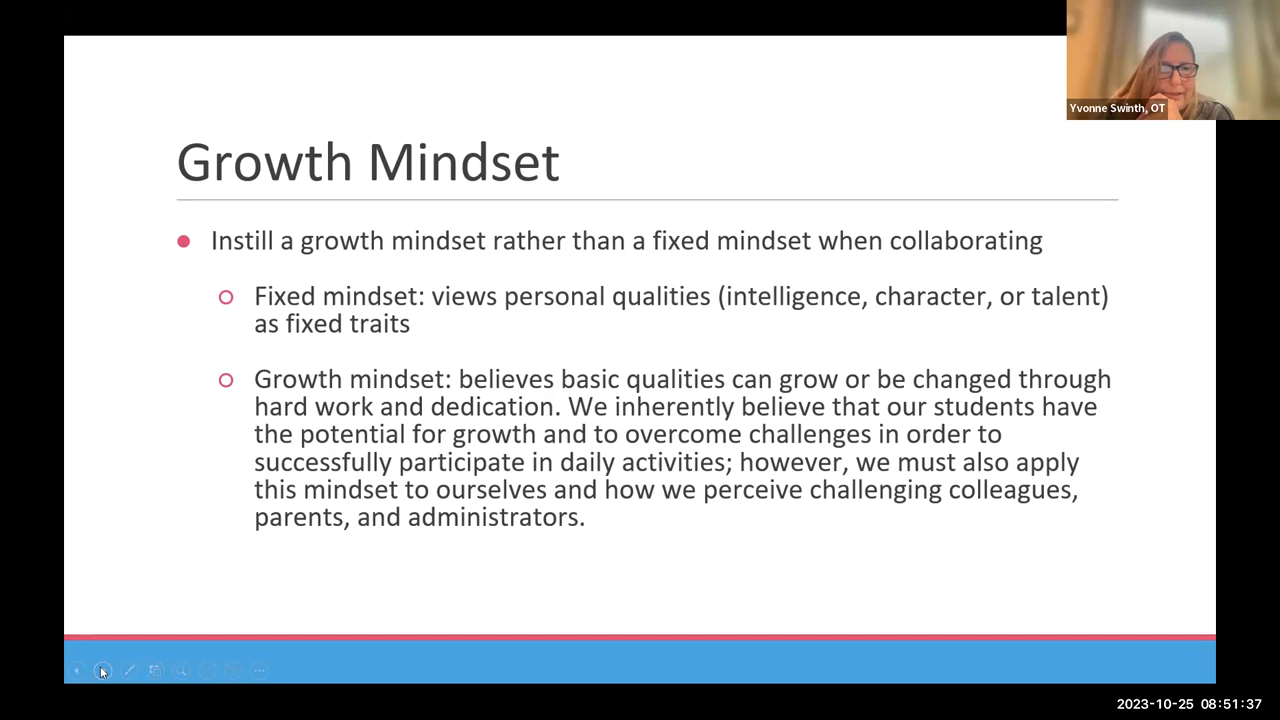 Yvonne Swinth, OT
Growth Mindset
Instill a growth mindset rather than a fixed mindset when collaborating
Fixed mindset: views personal qualities (intelligence, character, or talent)
as fixed traits
Growth mindset: believes basic qualities can grow or be changed through
hard work and dedication. We inherently believe that our students have
the potential for growth and to overcome challenges in order to
successfully participate in daily activities; however, we must also apply
this mindset to ourselves and how we perceive challenging colleagues,
parents, and administrators.
2023-10-25 08:51:37